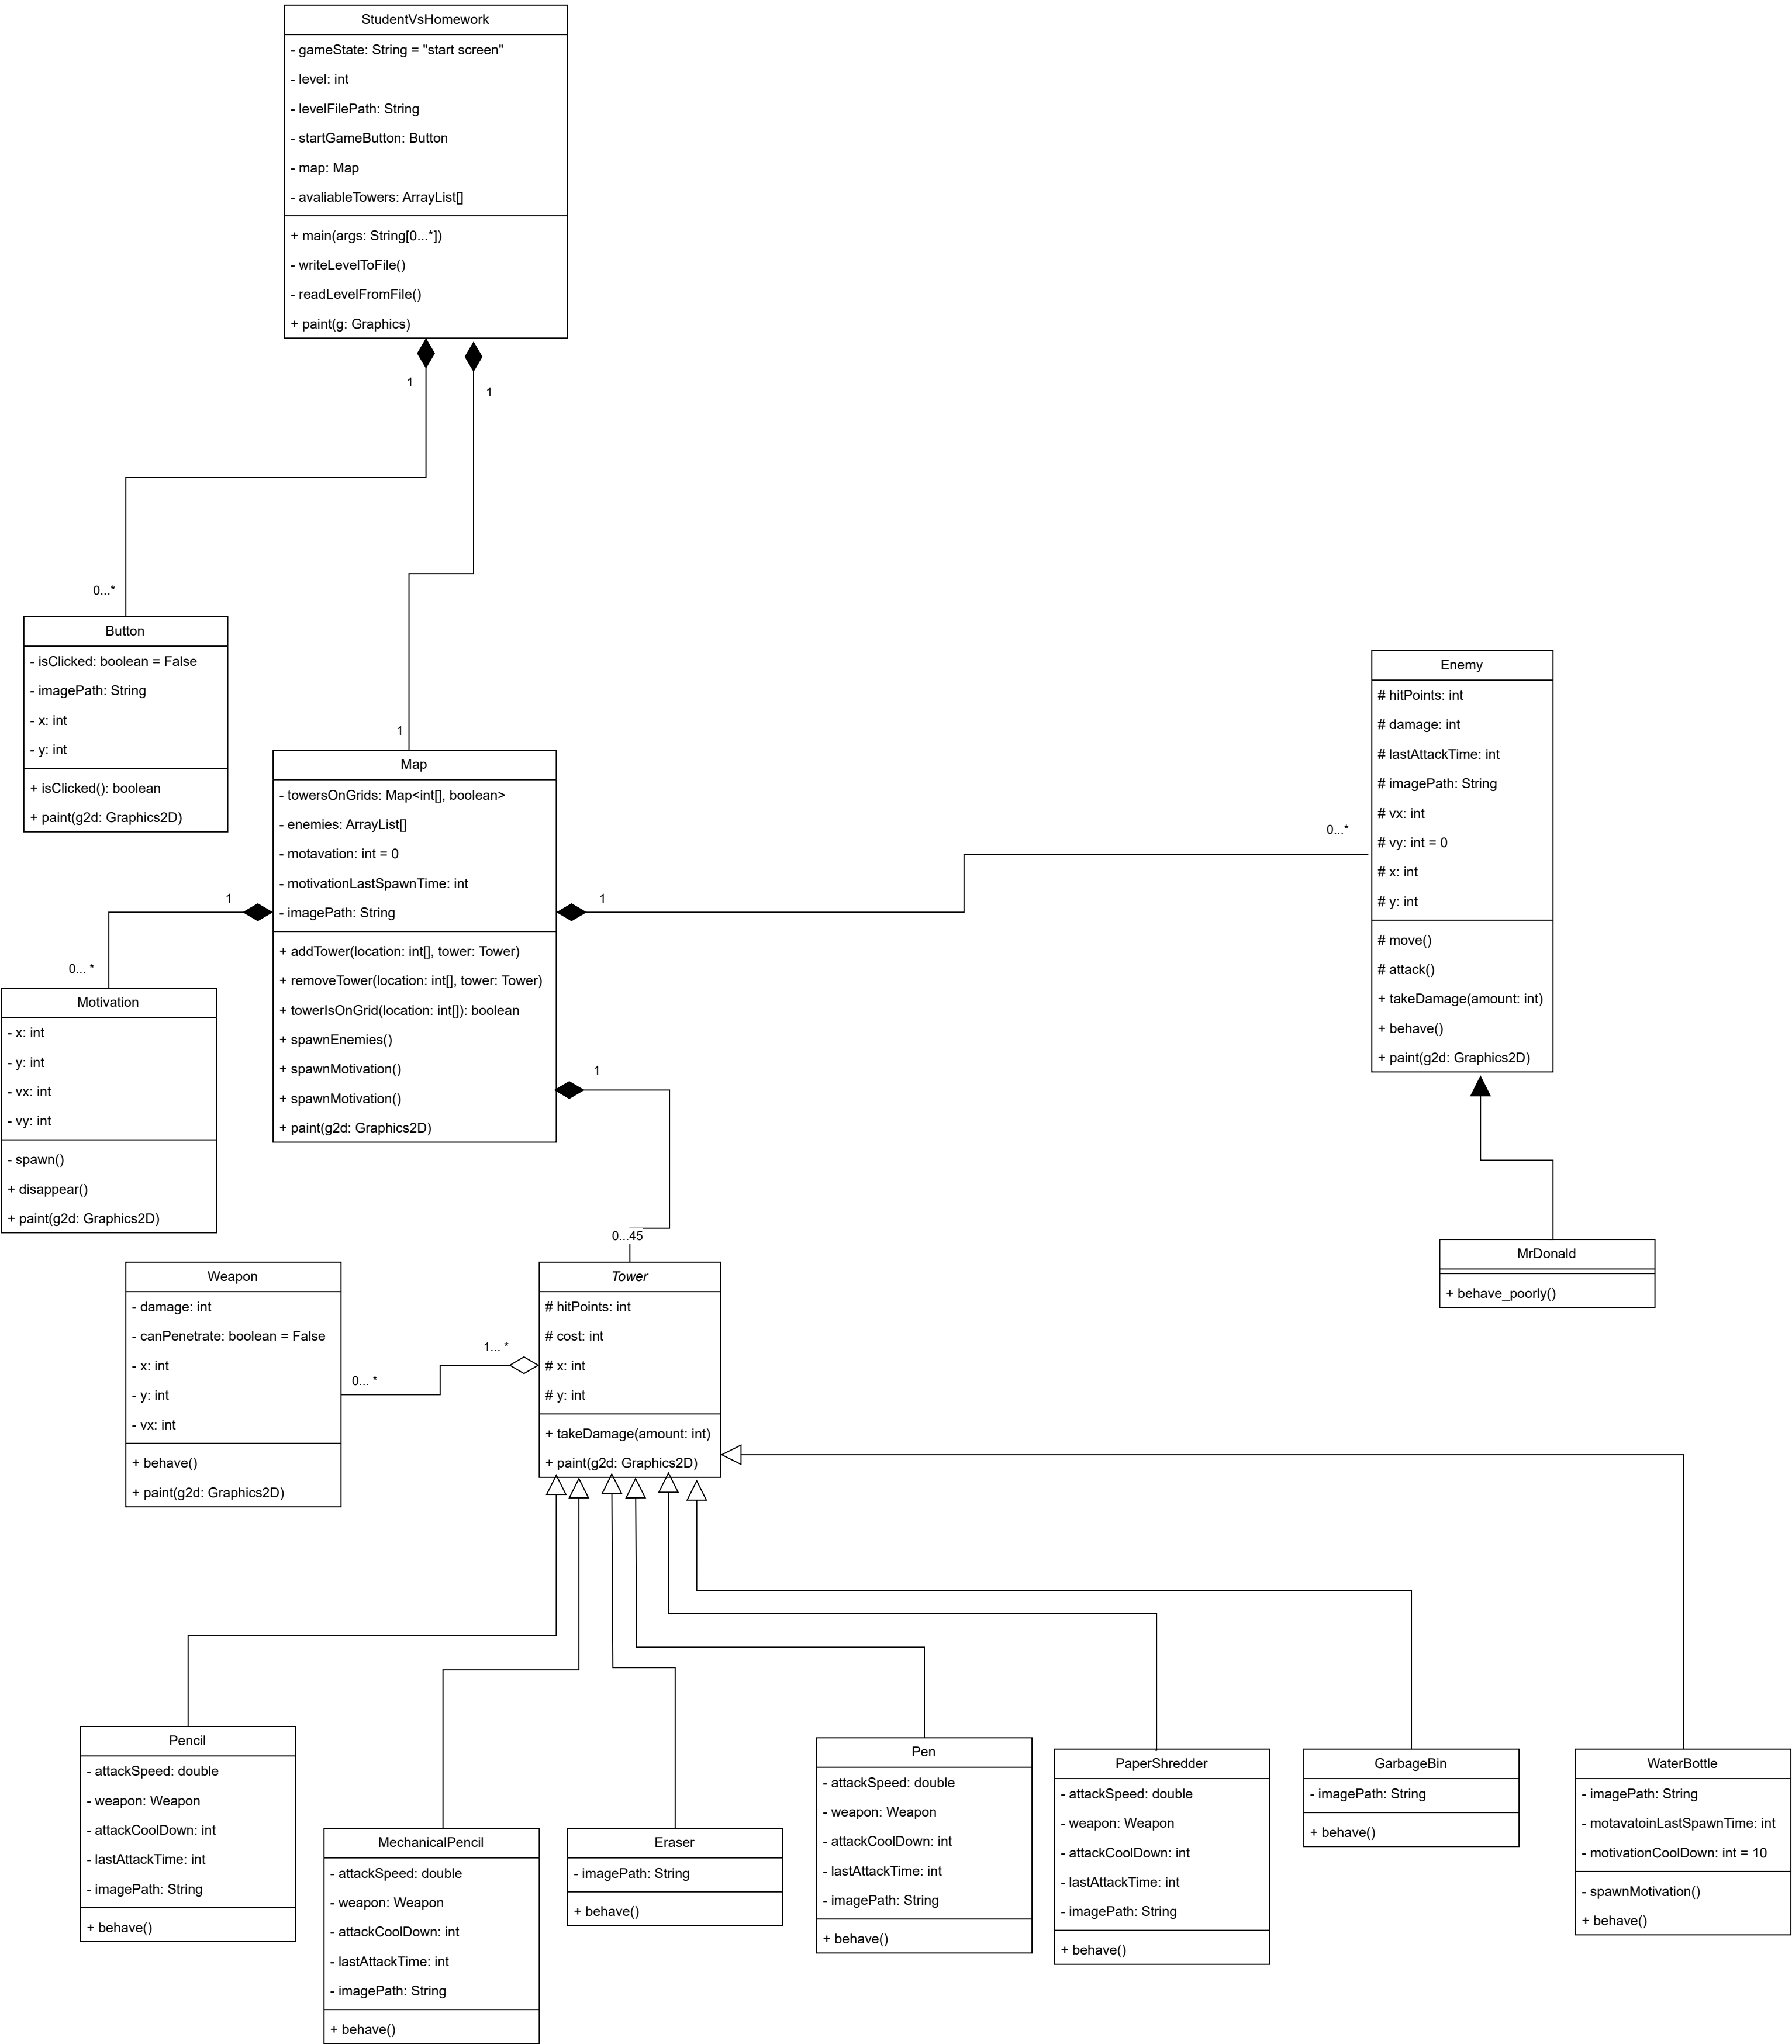 StudentVsHomework
- gameState: String = "start screen"
- level: int
- levelFilePath: String
- startGameButton: Button
- map: Map
- avaliableTowers: ArrayList[]
+ main(args: String[0...*])
- writeLevelToFile()
- readLevelFromFile()
+ paint(g: Graphics)
1
1
0...*
Button
- isClicked: boolean = False
- imagePath: String
- x: int
- y: int
+ isClicked(): boolean
+ paint(g2d: Graphics2D)
1
Map
- towersOnGrids: Map<int[], boolean>
- enemies: ArrayList[]
- motavation: int = 0
- motivationLastSpawnTime: int
- imagePath: String
+ addTower(location: int[], tower: Tower)
+ removeTower(location: int[], tower: Tower)
+ towerIsOnGrid(location: int[]): boolean
+ spawnEnemies()
+ spawnMotivation()
+ spawnMotivation()
+ paint(g2d: Graphics2D)
1
0...*
Enemy
# hitPoints: int
# damage: int
# lastAttackTime: int
# imagePath: String
# vx: int
# vy: int = 0
# x: int
# y: int
# move()
# attack()
+ takeDamage(amount: int)
+ behave()
+ paint(g2d: Graphics2D)
1
0... *
Motivation
- x: int
- y: int
- vx: int
- vy: int
- spawn()
+ disappear()
+ paint(g2d: Graphics2D)
1
0...45
MrDonald
+ behave_poorly()
Weapon
- damage: int
- canPenetrate: boolean = False
- x: int
- y: int
- vx: int
+ behave()
+ paint(g2d: Graphics2D)
0... *
1... *
Tower
# hitPoints: int
# cost: int
# x: int
# y: int
+ takeDamage(amount: int)
+ paint(g2d: Graphics2D)
Pencil
- attackSpeed: double
- weapon: Weapon
- attackCoolDown: int
- lastAttackTime: int
- imagePath: String
+ behave()
MechanicalPencil
- attackSpeed: double
- weapon: Weapon
- attackCoolDown: int
- lastAttackTime: int
- imagePath: String
+ behave()
Eraser
- imagePath: String
+ behave()
Pen
- attackSpeed: double
- weapon: Weapon
- attackCoolDown: int
- lastAttackTime: int
- imagePath: String
+ behave()
PaperShredder
- attackSpeed: double
- weapon: Weapon
- attackCoolDown: int
- lastAttackTime: int
- imagePath: String
+ behave()
GarbageBin
- imagePath: String
+ behave()
WaterBottle
- imagePath: String
- motavatoinLastSpawnTime: int
- motivationCoolDown: int = 10
- spawnMotivation()
+ behave()